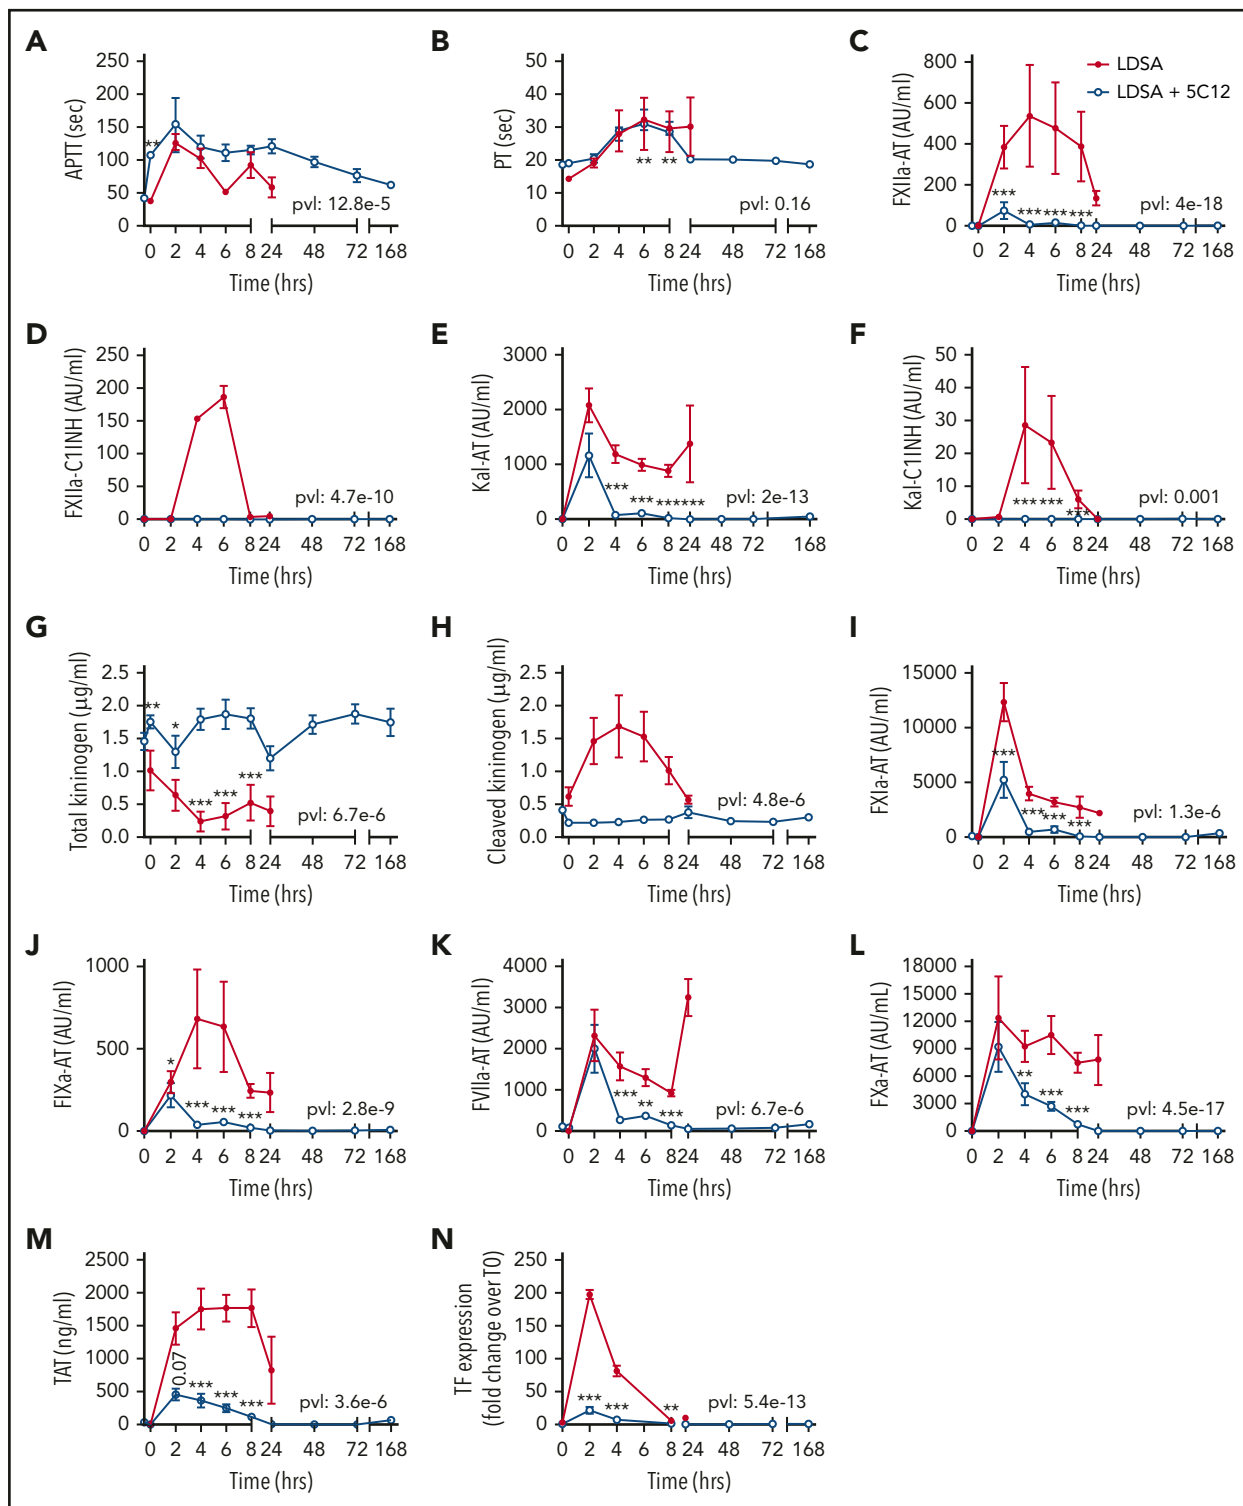 A
APTT (sec)
250
200
150
100
50
0
**
pvl: 12.8e-5
0 2 4 6 8 24 48 72 168
Time (hrs)
B
PT (sec)
50
40
30
20
10
0
** **
pvl: 0.16
0 2 4 6 8 24 48 72 168
Time (hrs)
C
FXIIa-AT (AU/ml)
800
600
400
200
0
LDSA
LDSA + 5C12
*** *** *** ***
pvl: 4e-18
0 2 4 6 8 24 48 72 168
Time (hrs)
D
FXIIa-C1INH (AU/ml)
250
200
150
100
50
0
pvl: 4.7e-10
0 2 4 6 8 24 48 72 168
Time (hrs)
E
Kal-AT (AU/ml)
3000
2000
1000
0
*** *** *** ***
pvl: 2e-13
0 2 4 6 8 24 48 72 168
Time (hrs)
F
Kal-C1INH (AU/ml)
50
40
30
20
10
0
*** *** ***
pvl: 0.001
0 2 4 6 8 24 48 72 168
Time (hrs)
G
Total kininogen (μg/ml)
2.5
2.0
1.5
1.0
0.5
0.0
** * *** *** ***
pvl: 6.7e-6
0 2 4 6 8 24 48 72 168
Time (hrs)
H
Cleaved kininogen (μg/ml)
2.5
2.0
1.5
1.0
0.5
0.0
pvl: 4.8e-6
0 2 4 6 8 24 48 72 168
Time (hrs)
I
FXIa-AT (AU/ml)
15000
10000
5000
0
*** *** *** ***
pvl: 1.3e-6
0 2 4 6 8 24 48 72 168
Time (hrs)
J
FIXa-AT (AU/ml)
1000
500
0
* *** *** ***
pvl: 2.8e-9
0 2 4 6 8 24 48 72 168
Time (hrs)
K
FVIIa-AT (AU/ml)
4000
3000
2000
1000
0
*** ** ***
pvl: 6.7e-6
0 2 4 6 8 24 48 72 168
Time (hrs)
L
FXa-AT (AU/mL)
18000
15000
12000
9000
6000
3000
0
** *** ***
pvl: 4.5e-17
0 2 4 6 8 24 48 72 168
Time (hrs)
M
TAT (ng/ml)
2500
2000
1500
1000
500
0
0.07 *** *** ***
pvl: 3.6e-6
0 2 4 6 8 24 48 72 168
Time (hrs)
N
TF expression
(fold change over T0)
250
200
150
100
50
0
*** *** **
pvl: 5.4e-13
0 2 4 6 8 24 48 72 168
Time (hrs)